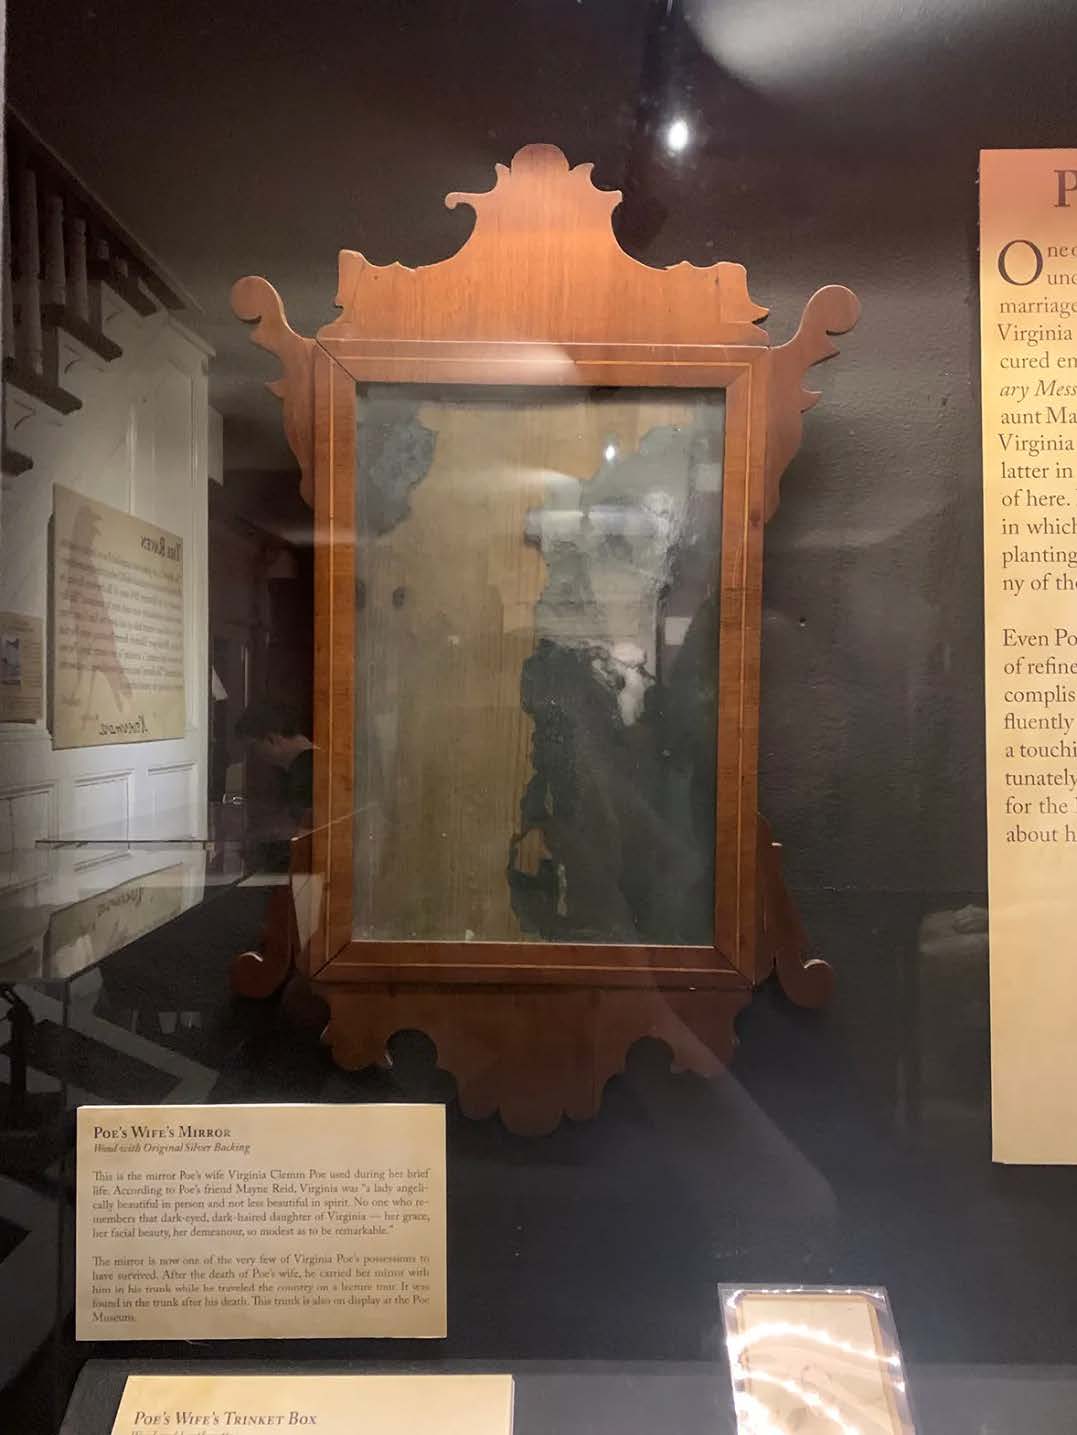 POE'S WIFE'S MIRROR
Wood with Original Silver Backing
This is the mirror Poe's wife Virginia Clemm Poe used during her brief
life. According to Poe's friend Mayne Reid, Virginia was "a lady angeli-
cally beautiful in person and not less beautiful in spirit. No one who re-
members that dark-eyed, dark-haired daughter of Virginia — her grace,
her facial beauty, her demeanour, so modest as to be remarkable."
The mirror is now one of the very few of Virginia Poe's possessions to
have survived. After the death of Poe's wife, he carried her mirror with
him in his trunk while he traveled the country on a lecture tour. It was
found in the trunk after his death. This trunk is also on display at the Poe
Museum.
POE'S WIFE'S TRINKET BOX
P
One
marriage
Virginia
cured
ary Mess
aunt Ma
Virginia
latter in
of here.
in which
planting
ny of the
Even Po
of refine
complis
fluently
a touchi
tunately
for the
about h
THE RAVEN
"Nevermore"